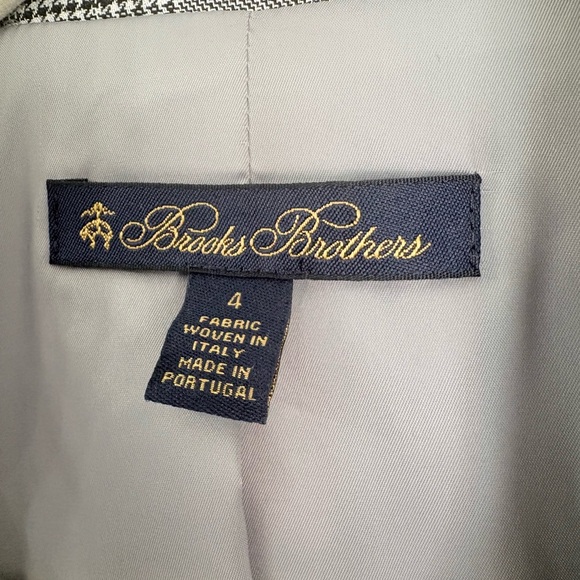 Brooks Brothers
4
FABRIC
WOVEN IN
ITALY
MADE IN
PORTUGAL